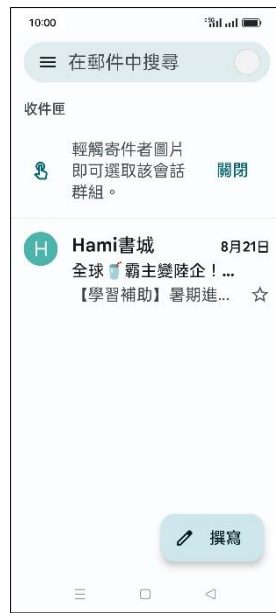 10:00
在郵件中搜尋
收件匣
輕觸寄件者圖片
即可選取該會話
群組。
關閉
H
Hami書城
8月21日
全球🥤霸主變陸企！...
【學習補助】暑期進...
撰寫